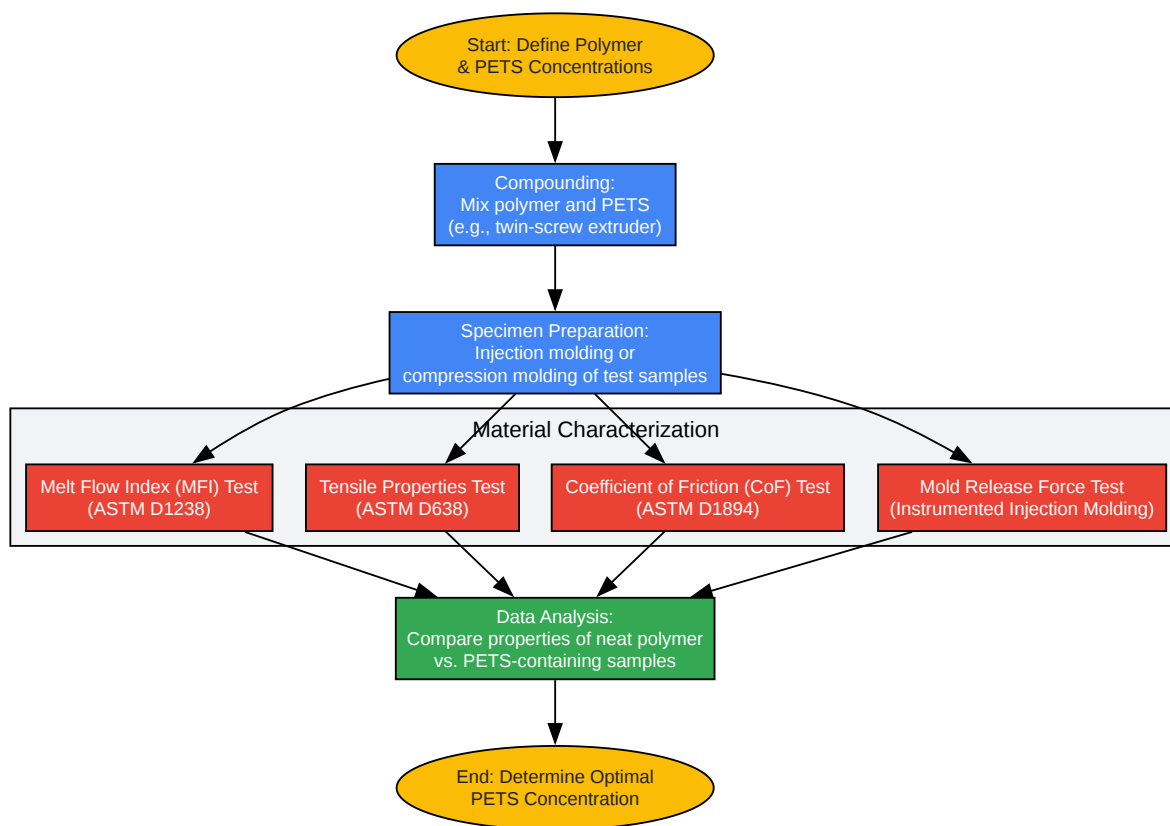 Start: Define Polymer
& PETS Concentrations
Compounding:
Mix polymer and PETS
(e.g., twin-screw extruder)
Specimen Preparation:
Injection molding or
compression molding of test samples
Material Characterization
Melt Flow Index (MFI) Test
(ASTM D1238)
Tensile Properties Test
(ASTM D638)
Coefficient of Friction (CoF) Test
(ASTM D1894)
Mold Release Force Test
(Instrumented Injection Molding)
Data Analysis:
Compare properties of neat polymer
vs. PETS-containing samples
End: Determine Optimal
PETS Concentration